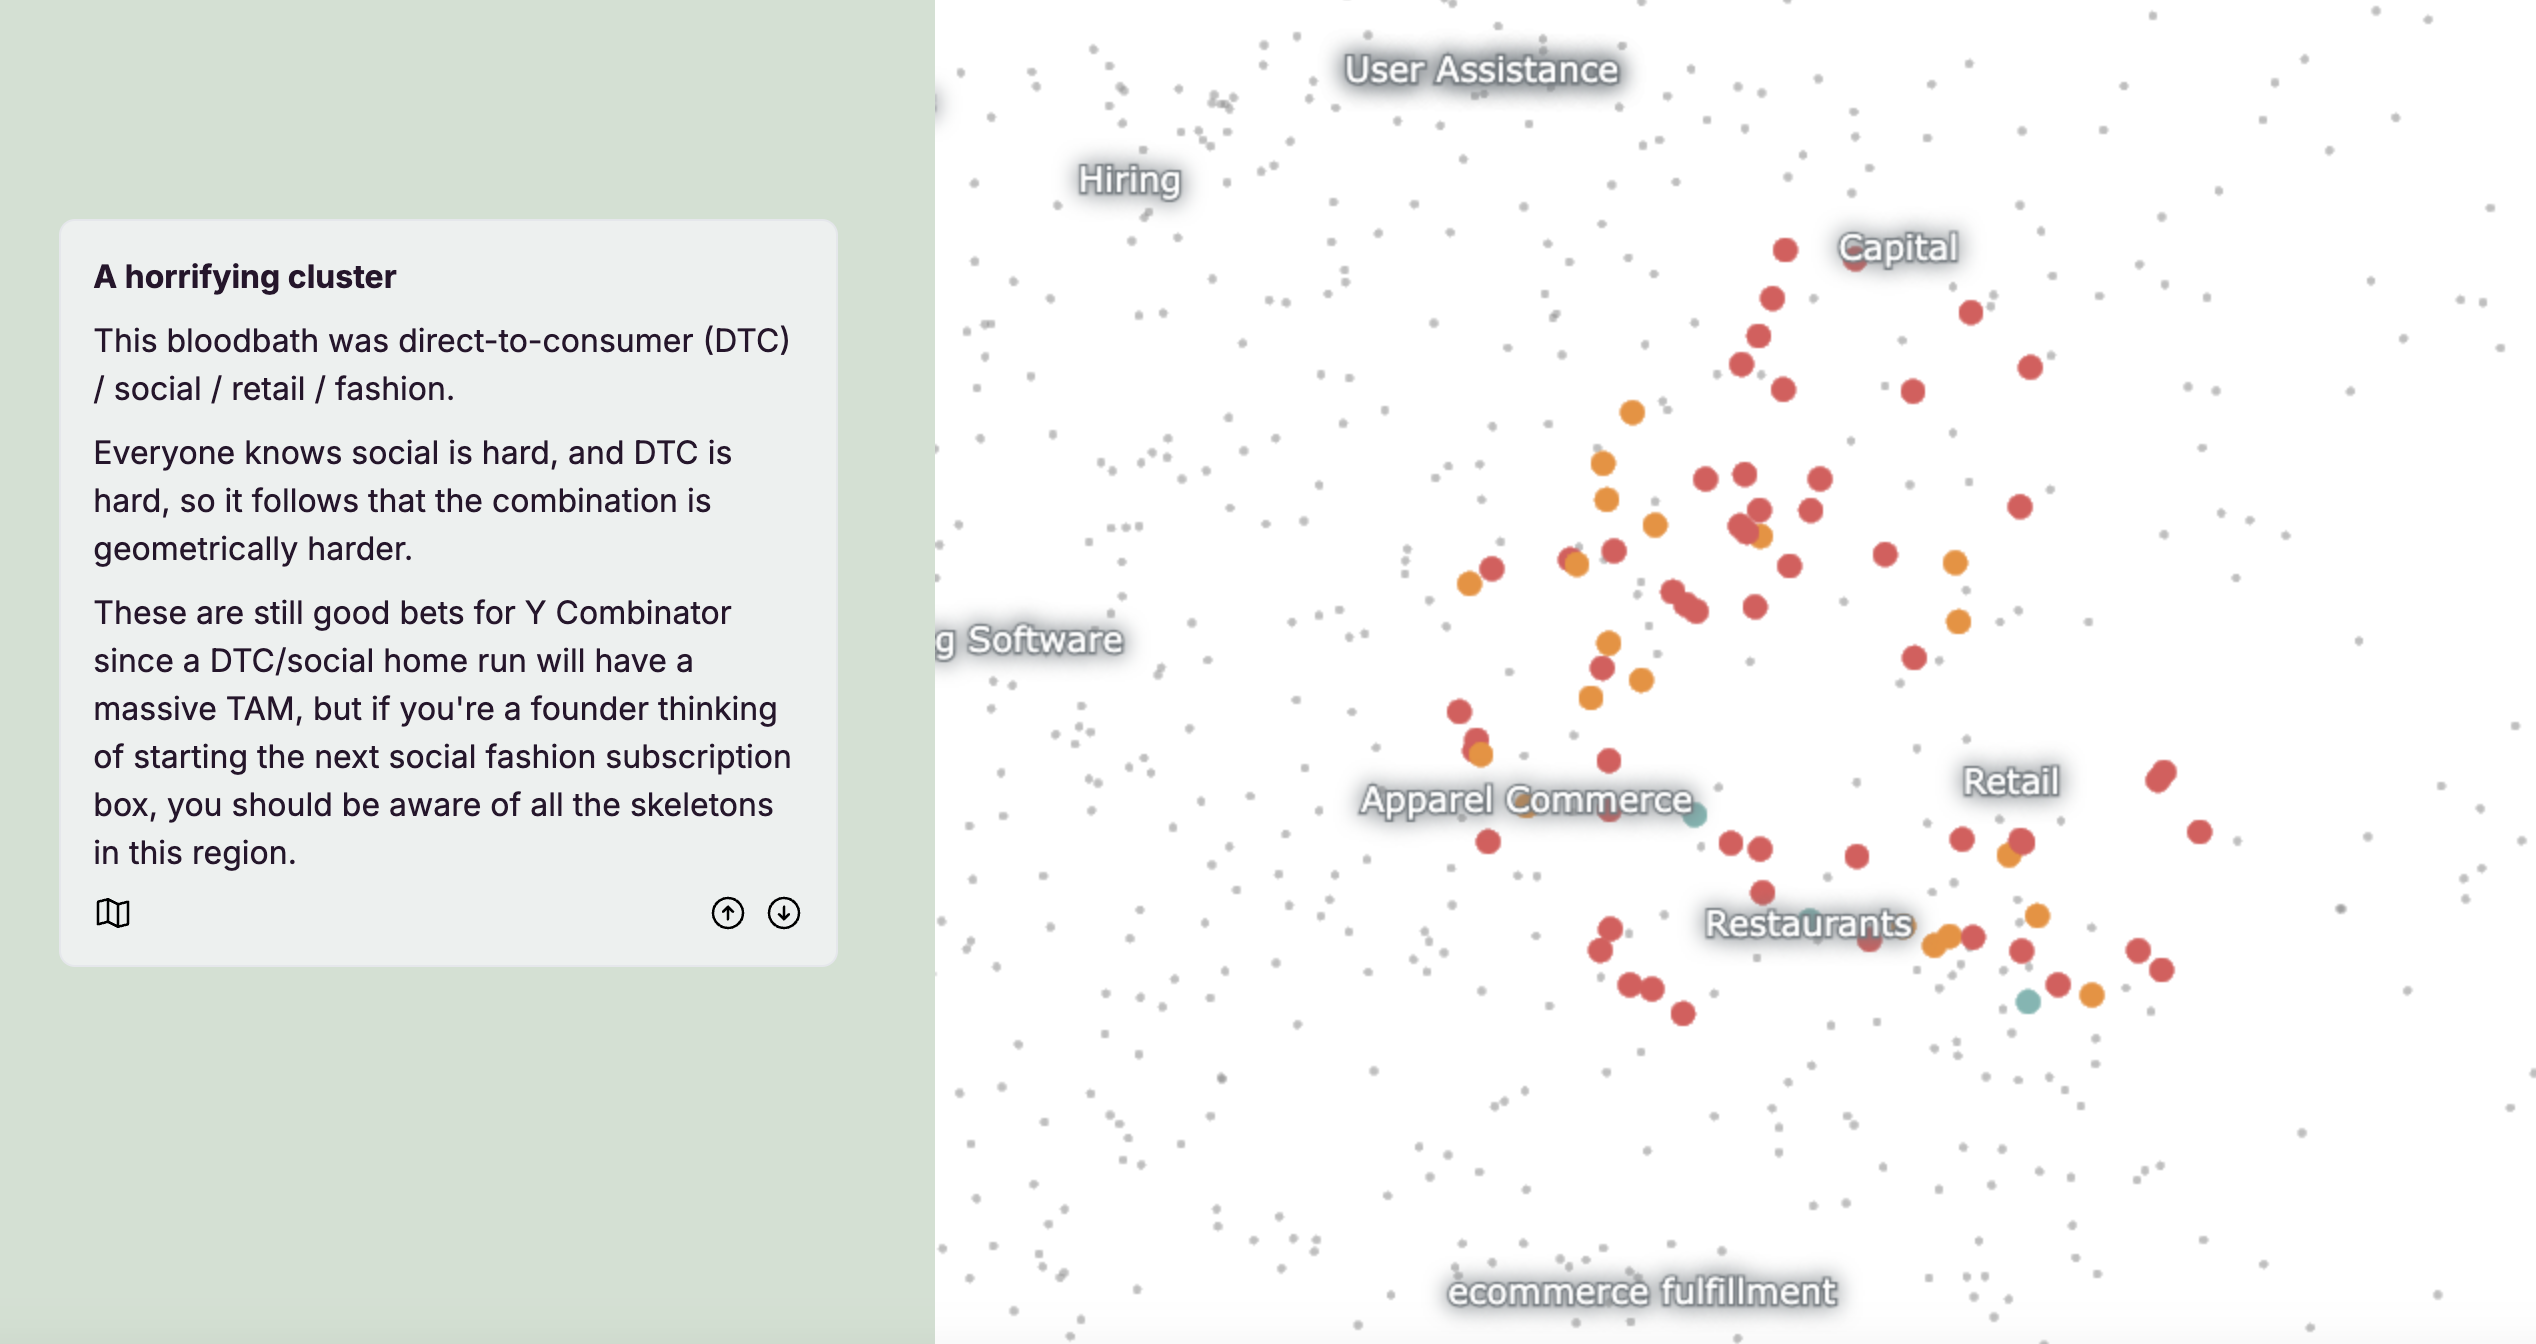 A horrifying cluster
This bloodbath was direct-to-consumer (DTC)
/ social / retail / fashion.
Everyone knows social is hard, and DTC is
hard, so it follows that the combination is
geometrically harder.
These are still good bets for Y Combinator
since a DTC/social home run will have a
massive TAM, but if you're a founder thinking
of starting the next social fashion subscription
box, you should be aware of all the skeletons
in this region.
User Assistance
Hiring
Capital
g Software
Retail
Apparel Commerce
Restaurants
ecommerce fulfillment